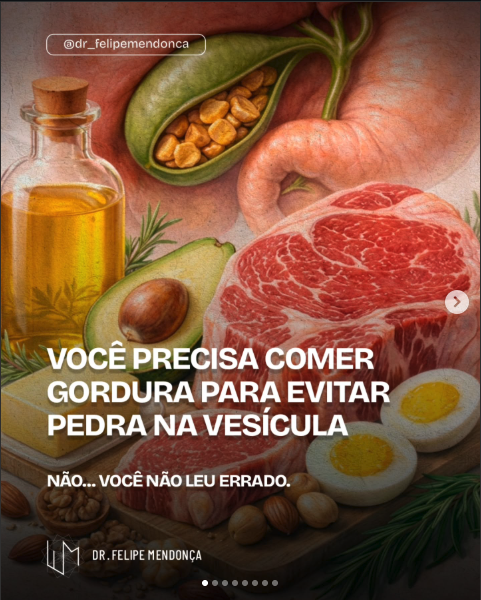 @dr_felipemendonca
VOCÊ PRECISA COMER
GORDURA PARA EVITAR
PEDRA NA VESÍCULA
NÃO... VOCÊ NÃO LEU ERRADO.
DR. FELIPE MENDONÇA